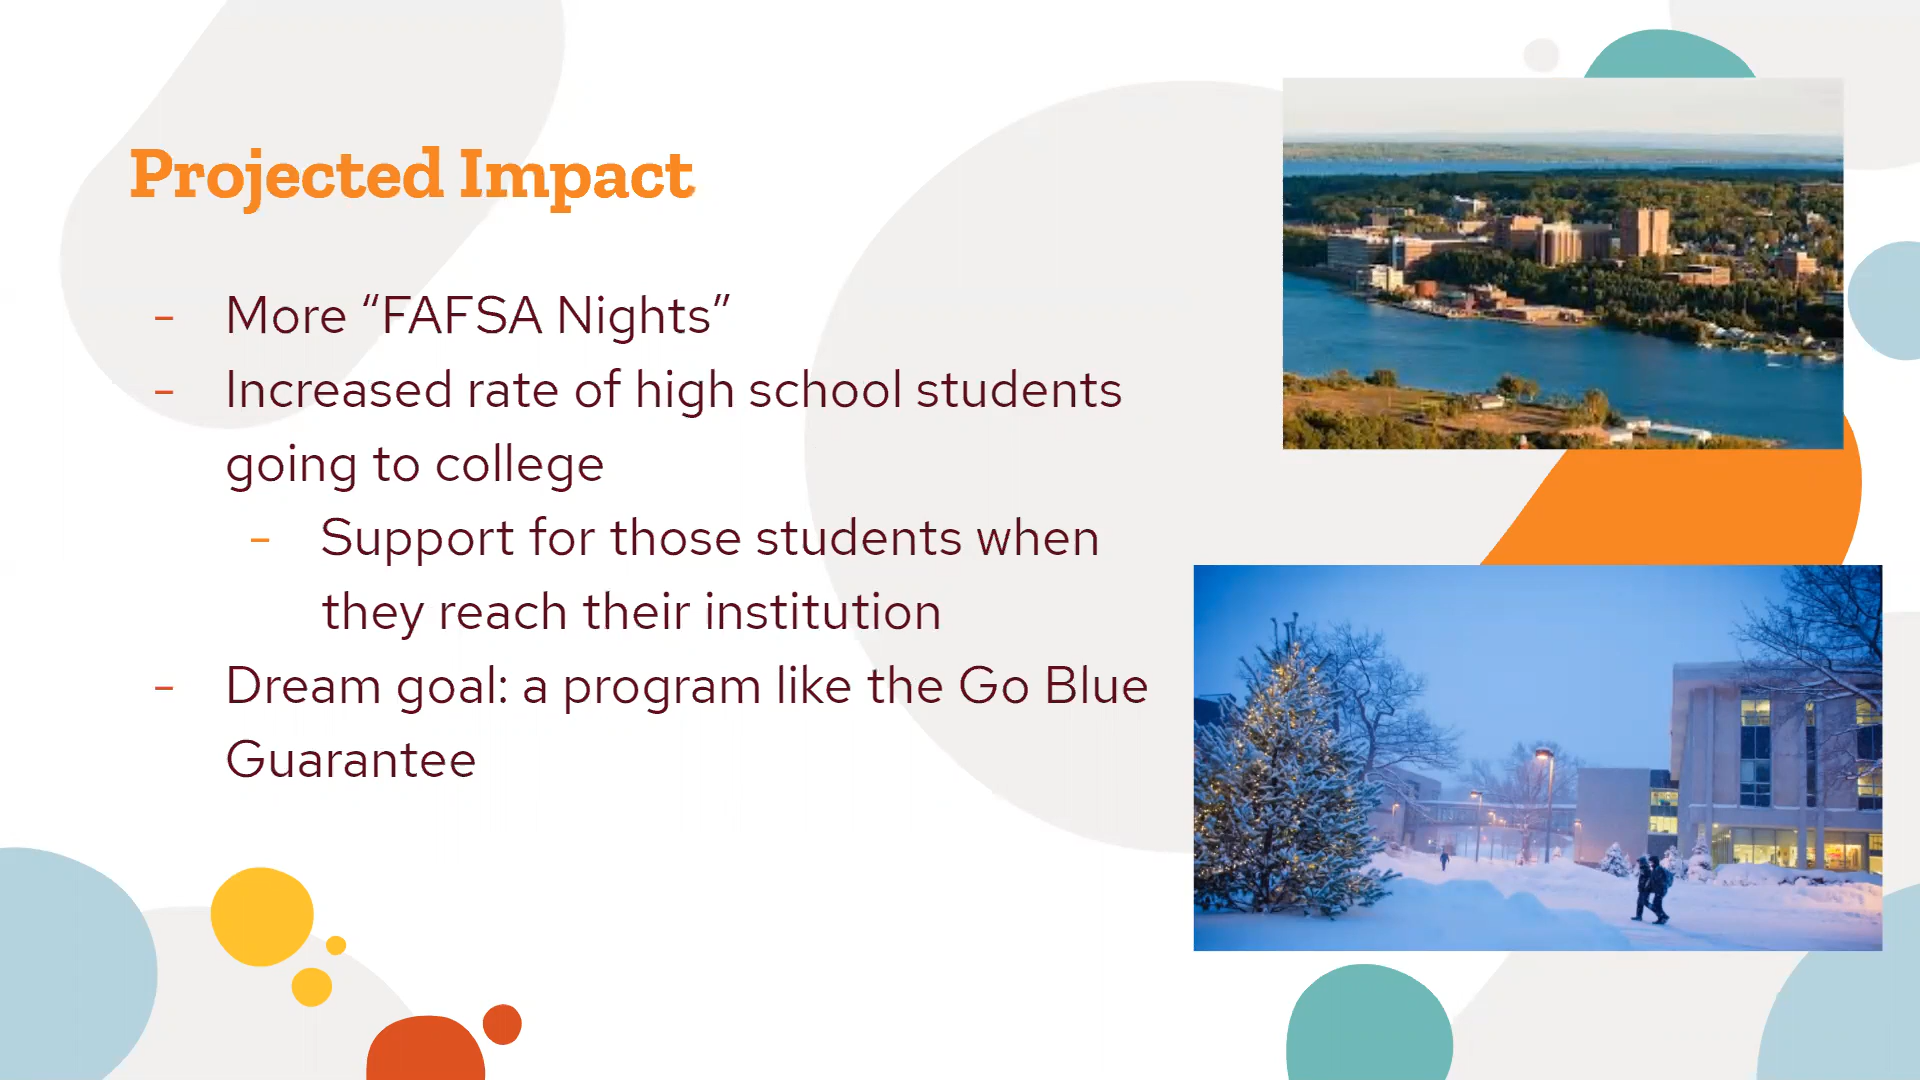 Projected Impact
- More “FAFSA Nights”
- Increased rate of high school students
going to college
- Support for those students when
they reach their institution
- Dream goal: a program like the Go Blue
Guarantee